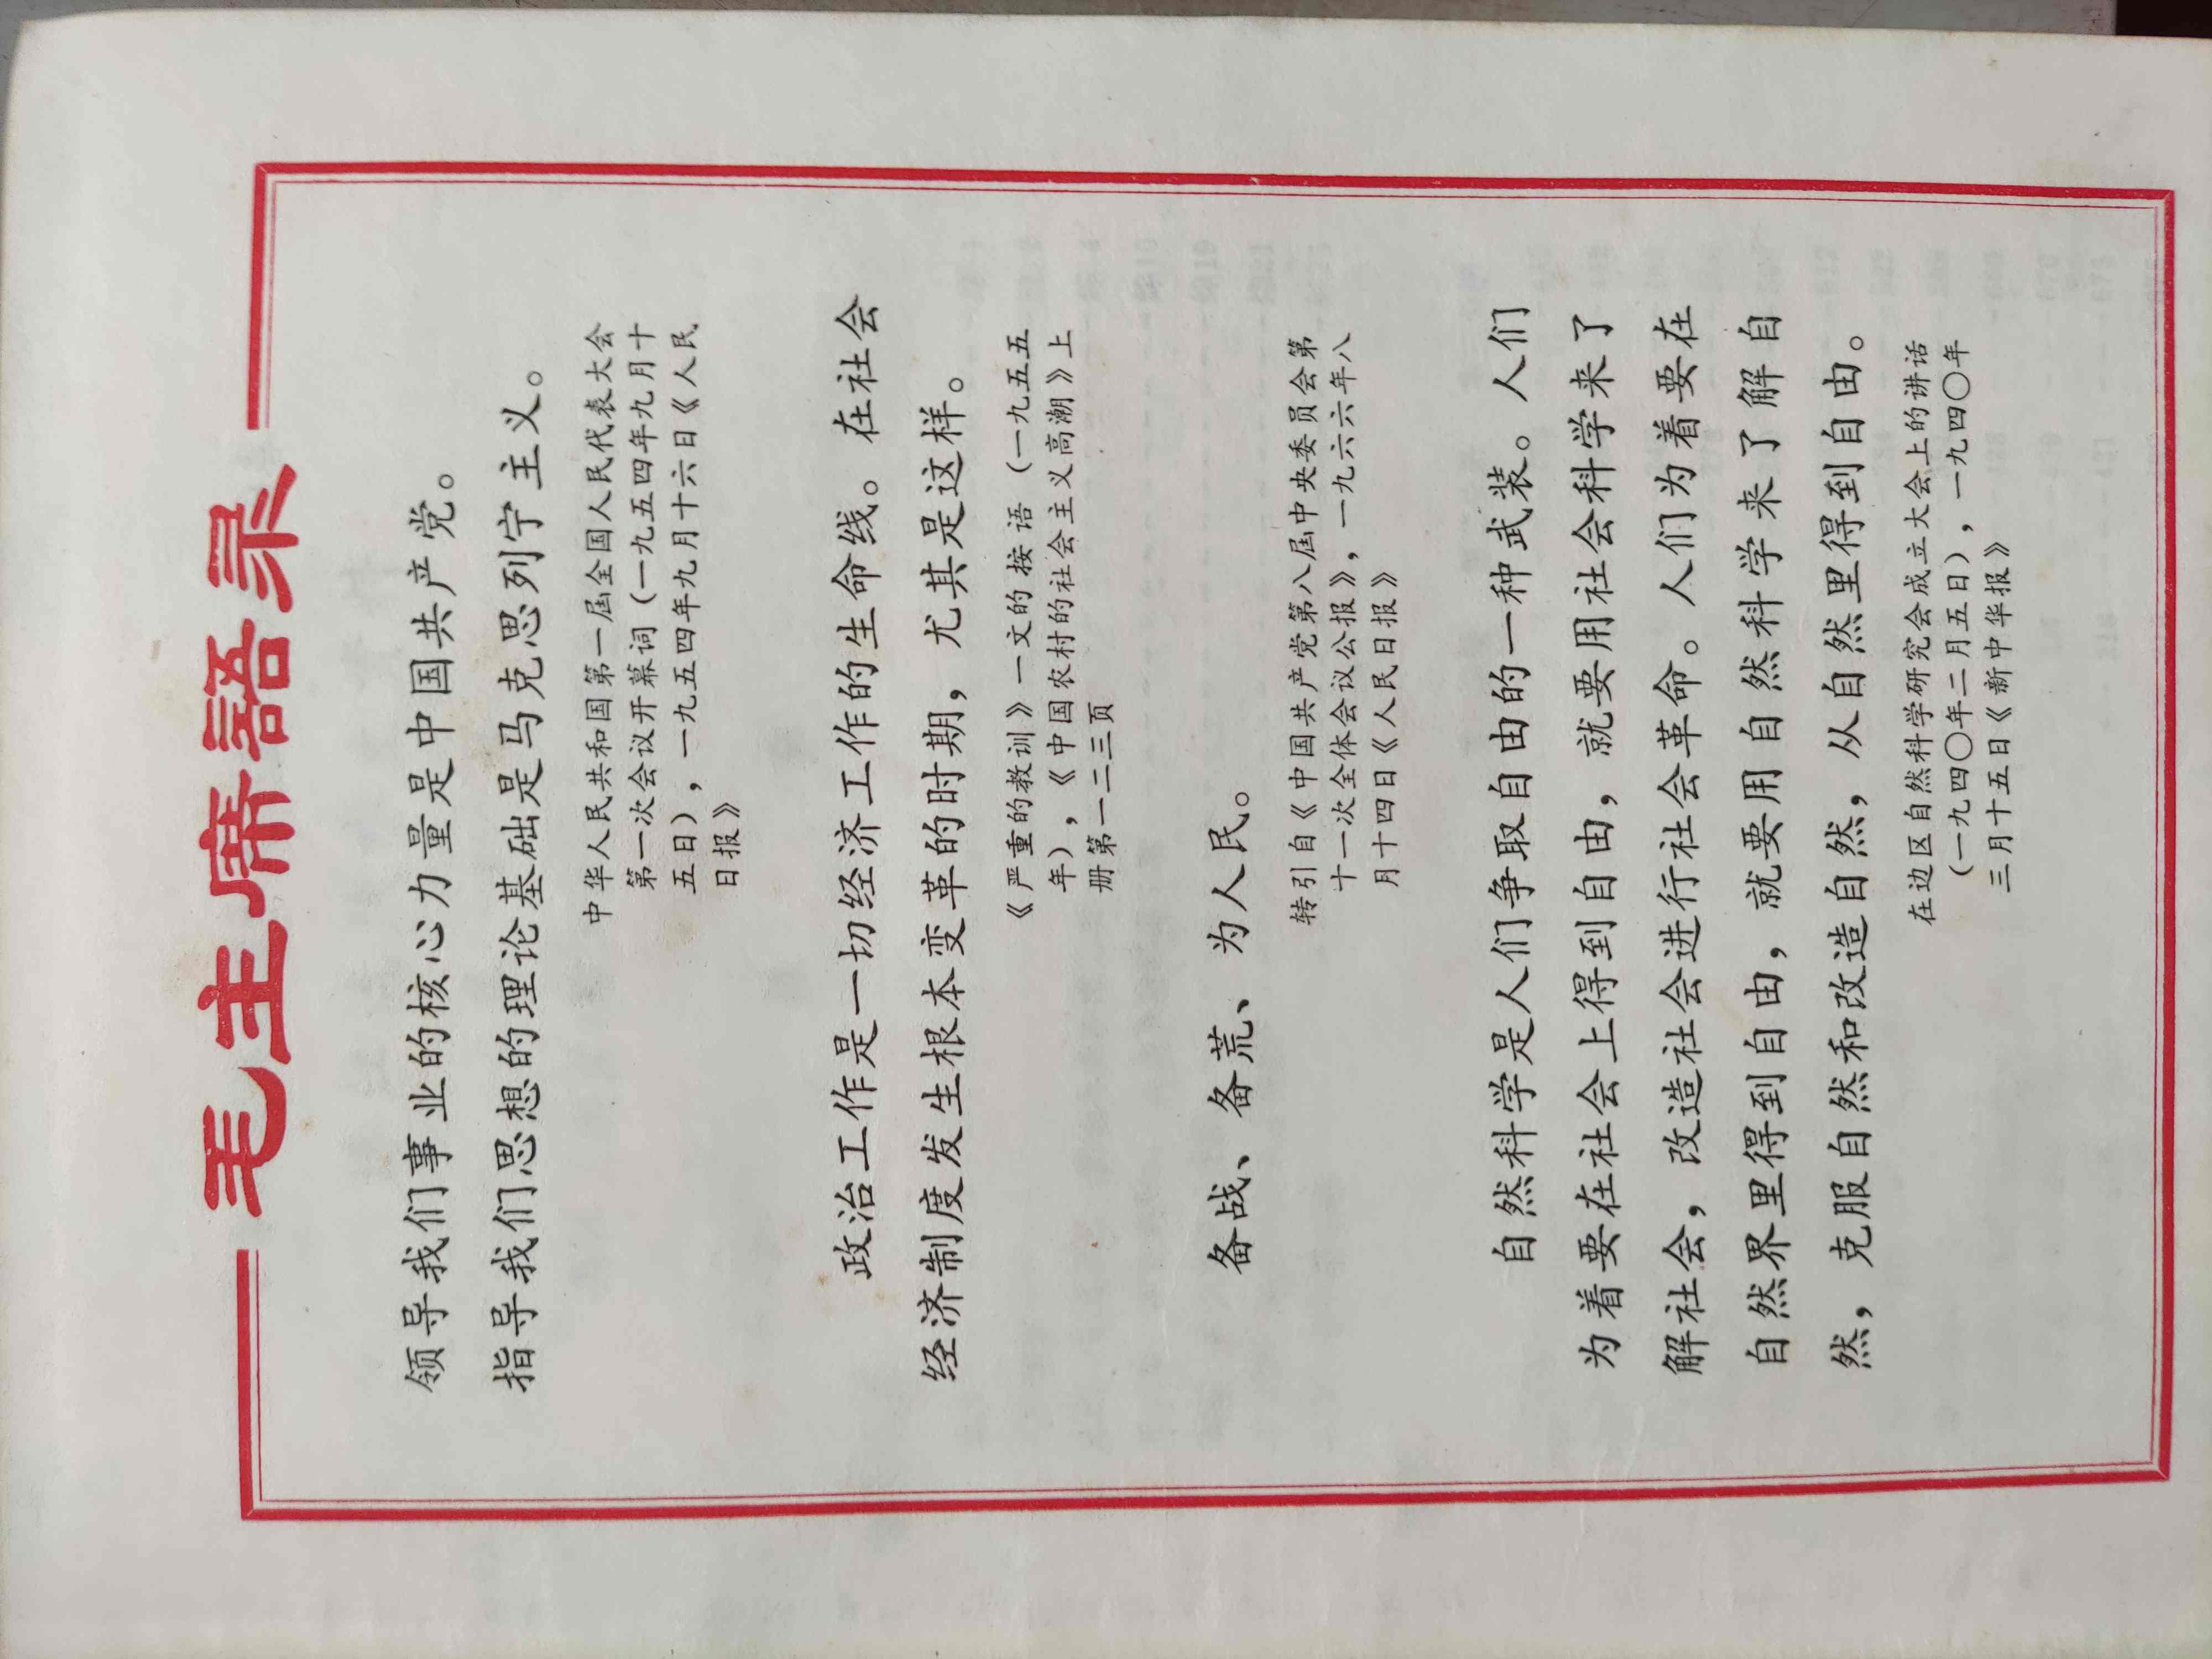 毛主席語录
领导我们事业的核心力量是中国共产党。
指导我们思想的理论基础是马克思列宁主义。
中华人民共和国第一届全国人民代表大会
第一次会议开幕词（一九五四年九月十
五日），一九五四年九月十六日《人民
日报》
政治工作是一切经济工作的生命线。在社会
经济制度发生根本变革的时期，尤其是这样。
《严重的教训》一文的按语（一九五五
年），《中国农村的社会主义高潮》上
册第一二三页
备战、备荒、为人民。
转引自《中国共产党第八届中央委员会第
十一次全体会议公报》，一九六六年八
月十四日《人民日报》
自然科学是人们争取自由的一种武装。人们
为着要在社会上得到自由，就要用社会科学来了
解社会，改造社会进行社会革命。人们为着要在
自然界里得到自由，就要用自然科学来了解自
然，克服自然和改造自然，从自然里得到自由。
在边区自然科学研究会成立大会上的讲话
（一九四〇年二月五日），一九四〇年
三月十五日《新中华报》